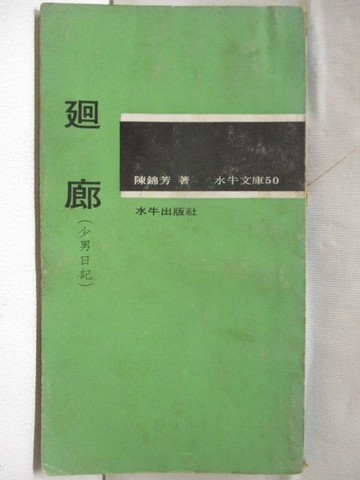 廻廊
(少男日記)
陳錦芳 著 水牛文庫50
水牛出版社